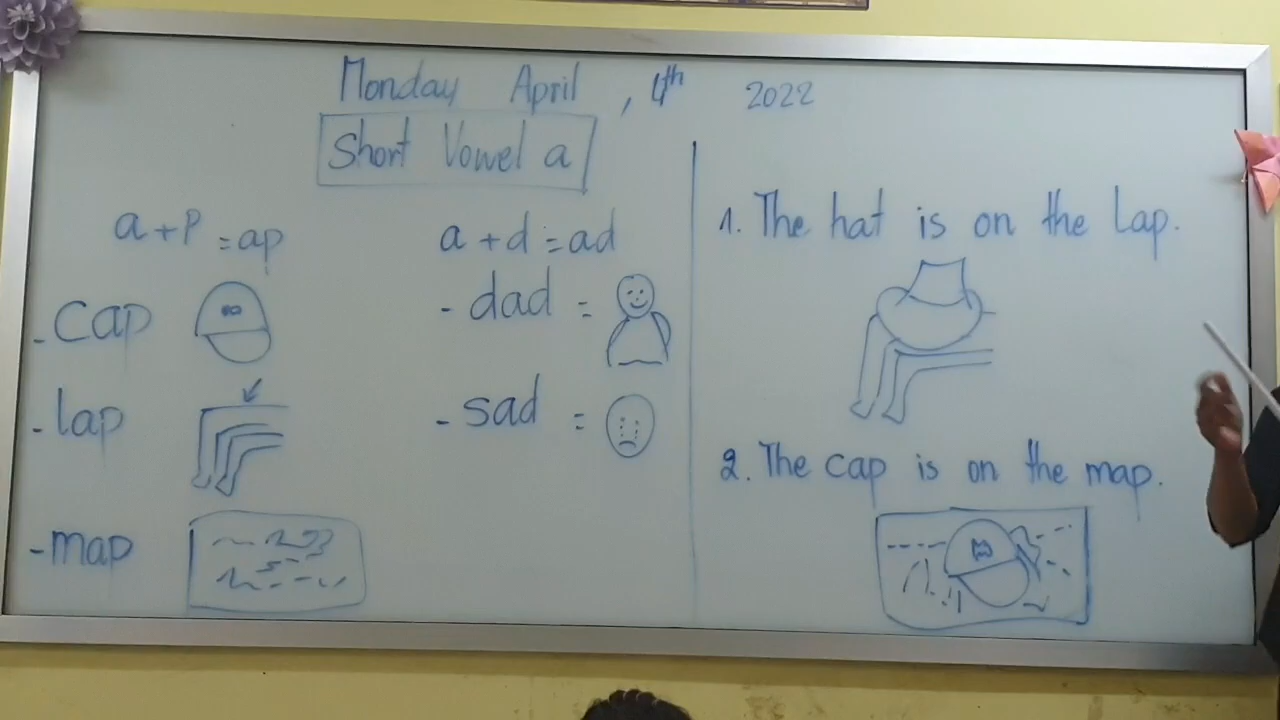 Monday April , 4th 2022
Short Vowel a
a + p = ap
- cap
- lap
- map
a + d = ad
- dad =
- sad =
1. The hat is on the Lap.
2. The cap is on the map.